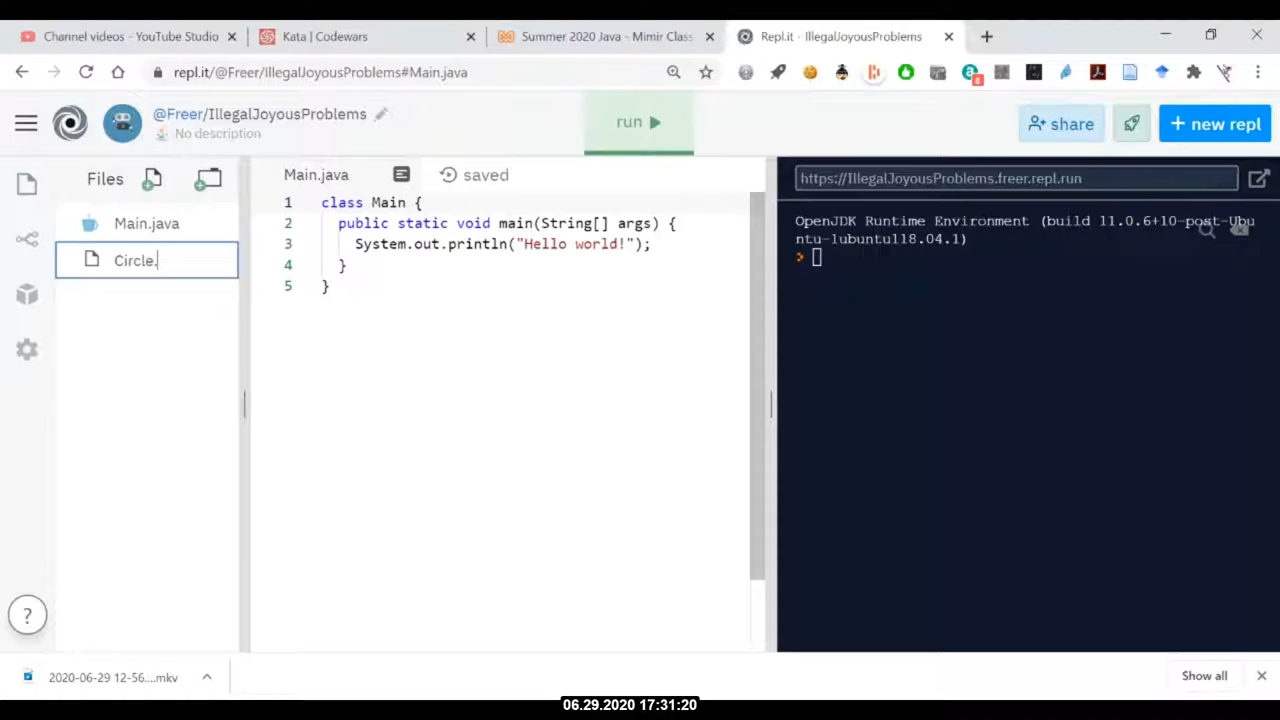 Channel videos - YouTube Studio
Kata | Codewars
Summer 2020 Java - Mimir Class
Repl.it - IllegalJoyousProblems
repl.it/@Freer/IllegalJoyousProblems#Main.java
8
@Freer/IllegalJoyousProblems
No description
run
share
+ new repl
Files
Main.java
Circle.
Main.java
saved
1 class Main {
2 public static void main(String[] args) {
3 System.out.println("Hello world!");
4 }
5 }
https://IllegalJoyousProblems.freer.repl.run
OpenJDK Runtime Environment (build 11.0.6+10-post-Ubu
ntu-1ubuntu118.04.1)
?
2020-06-29 12-56....mkv
Show all
06.29.2020 17:31:20